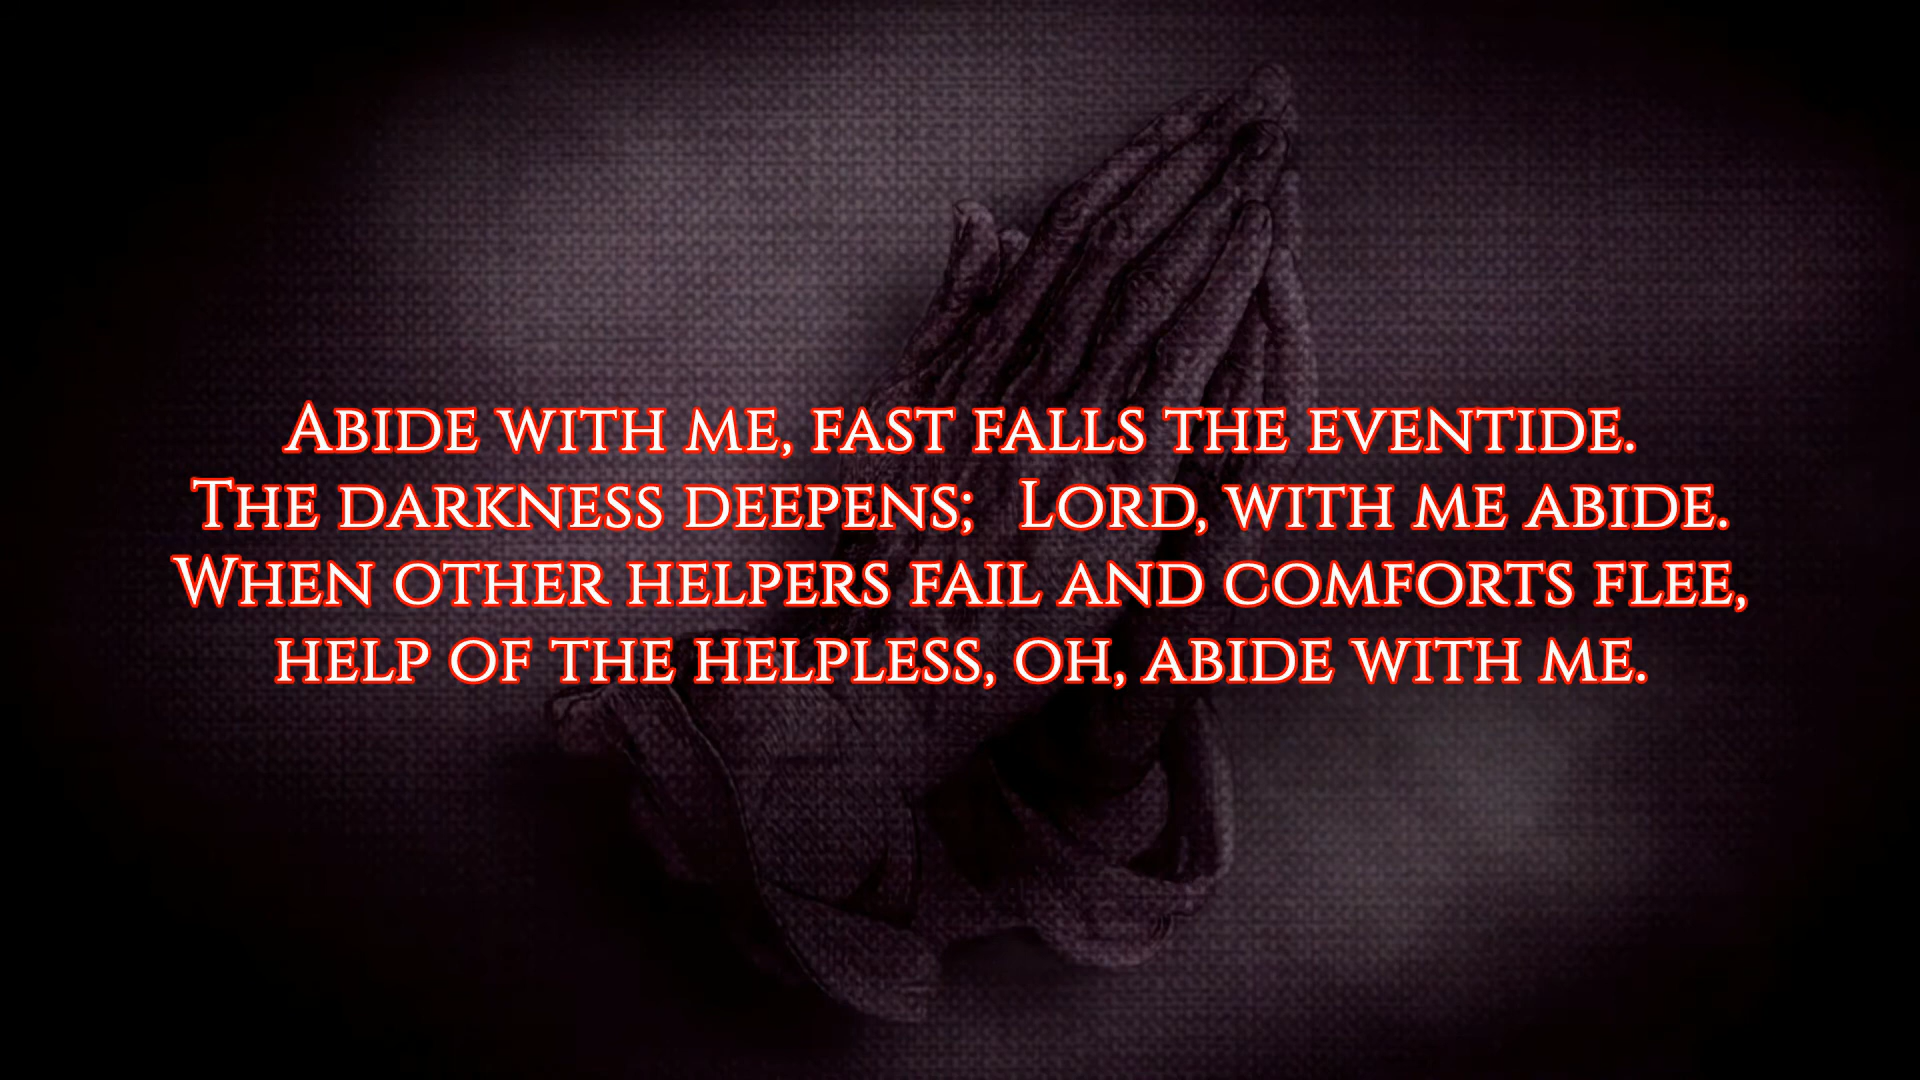 Abide with me, fast falls the eventide.
The darkness deepens;  Lord, with me abide.
When other helpers fail and comforts flee,
help of the helpless, oh, abide with me.